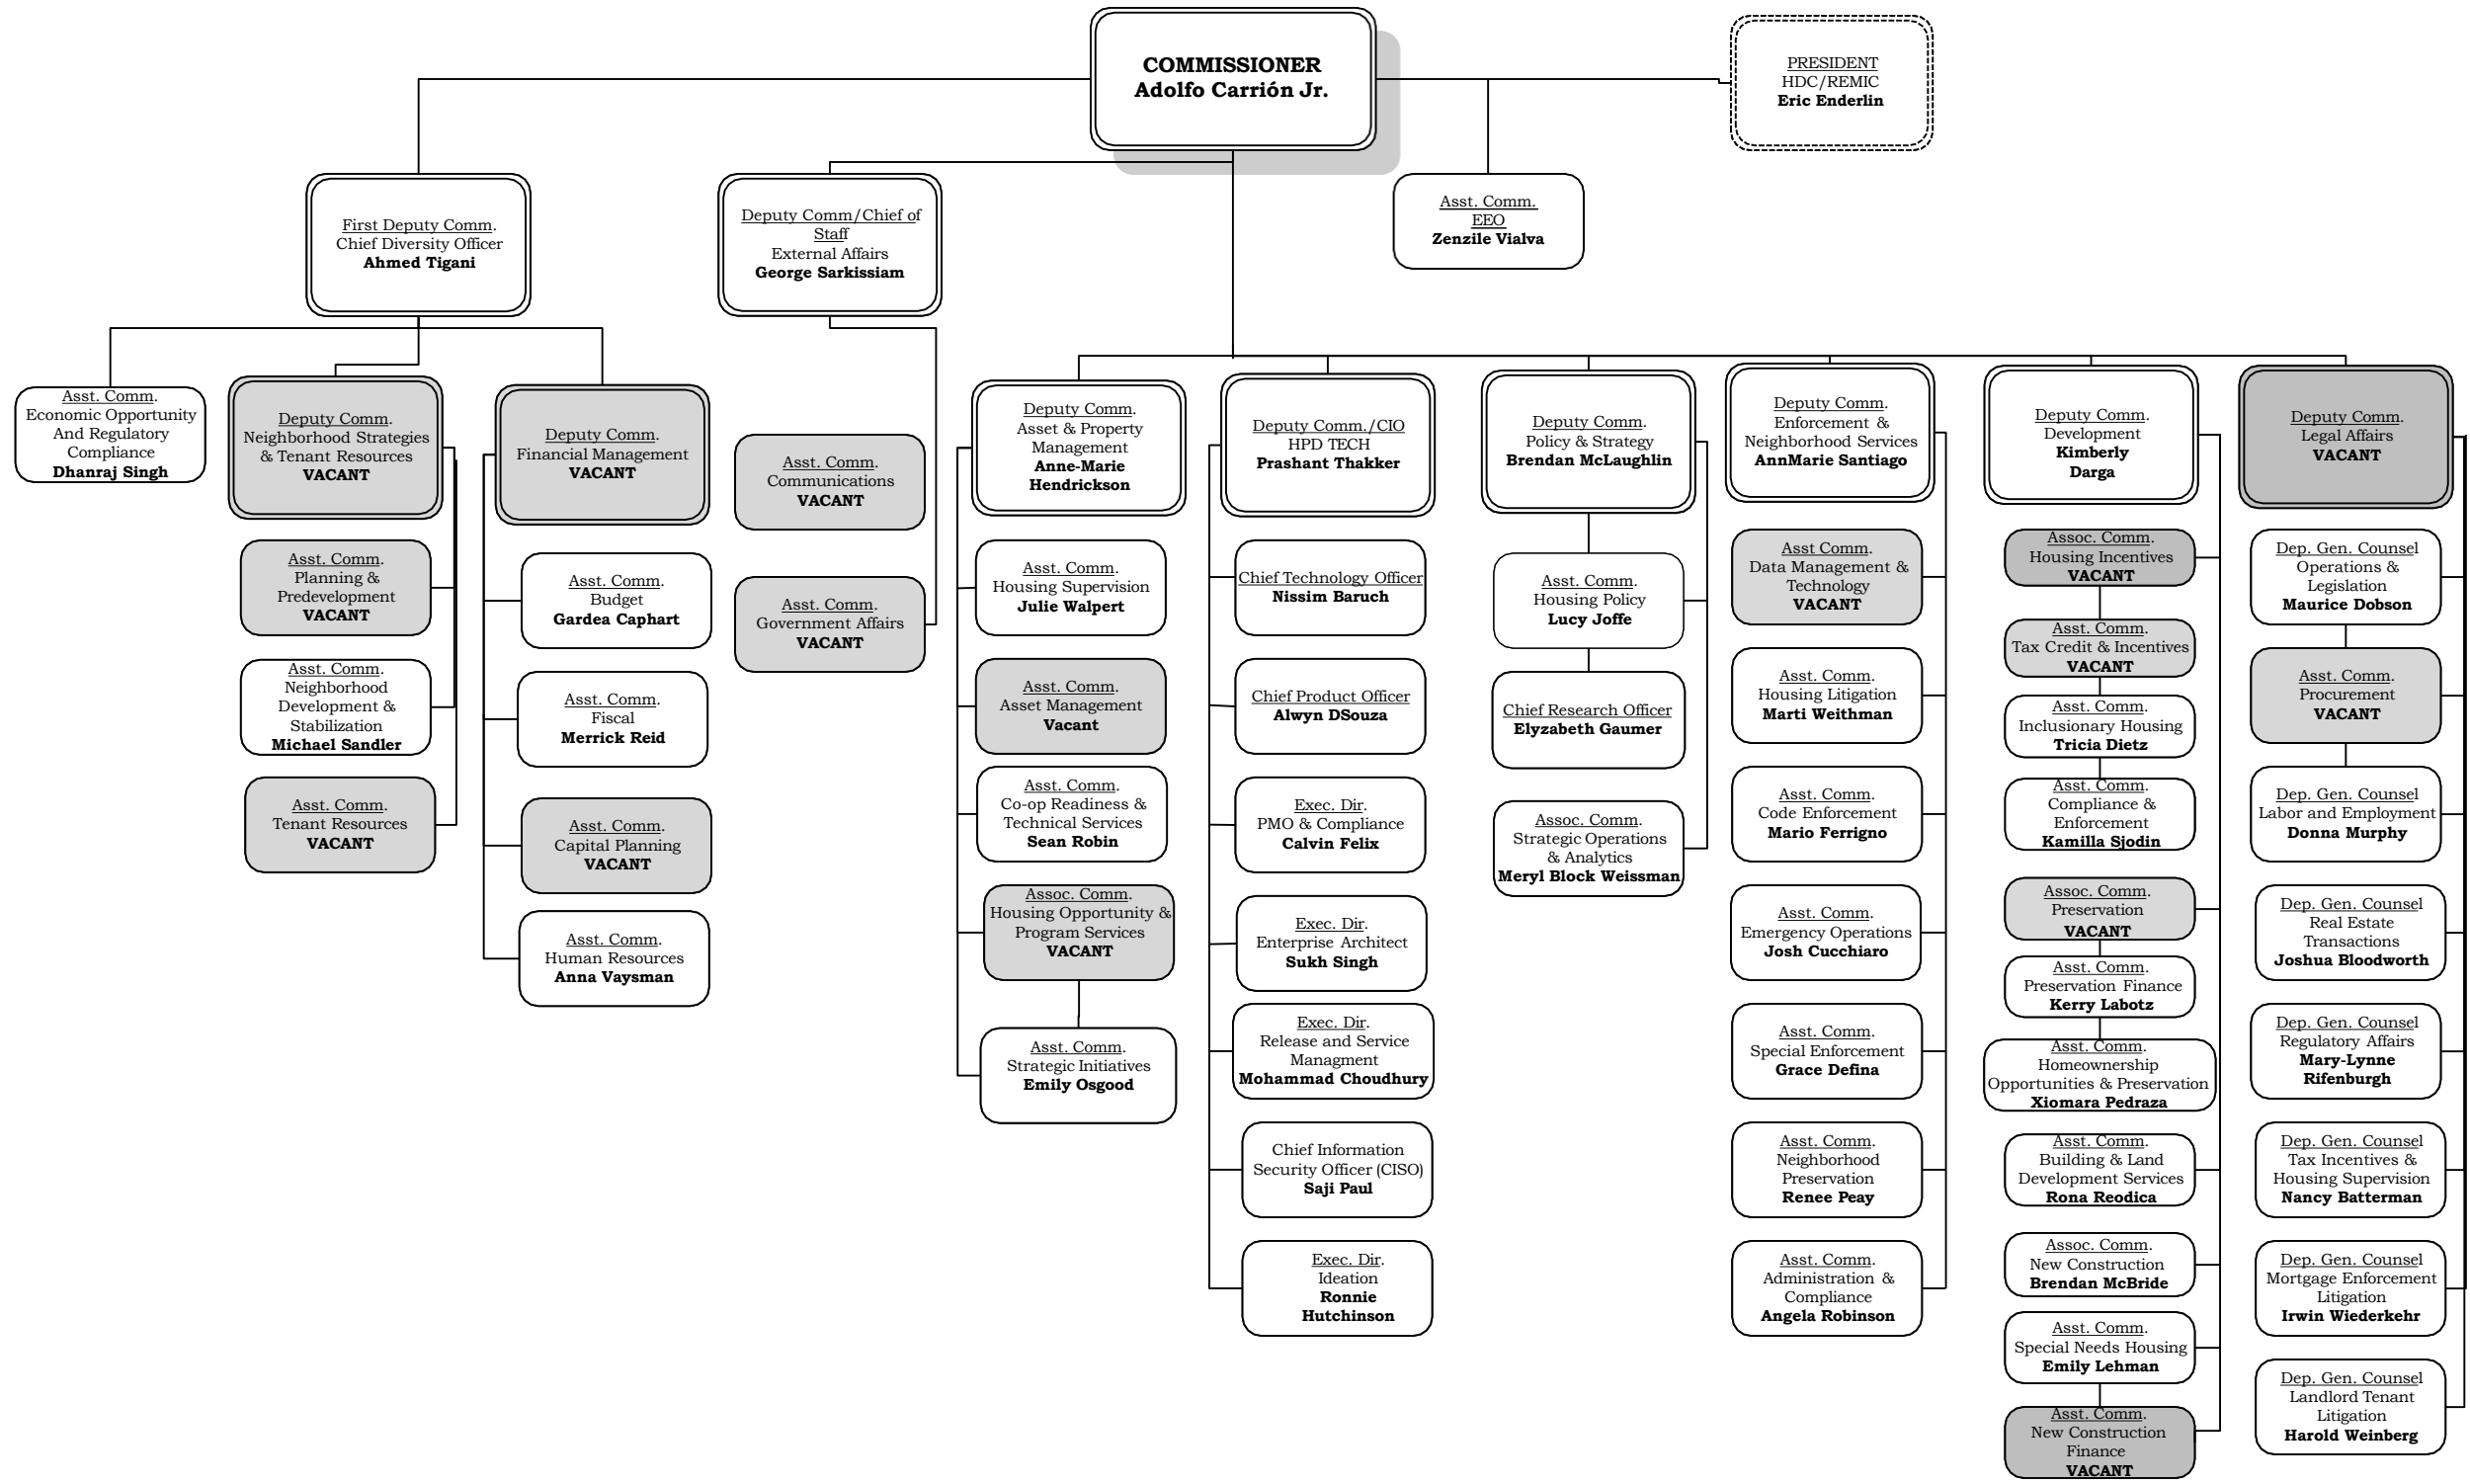 COMMISSIONER
Adolfo Carrión Jr.
PRESIDENT
HDC/REMIC
Eric Enderlin
First Deputy Comm.
Chief Diversity Officer
Ahmed Tigani
Deputy Comm/Chief of
Staff
External Affairs
George Sarkissiam
Asst. Comm.
EEO
Zenzile Vialva
Asst. Comm.
Economic Opportunity
And Regulatory
Compliance
Dhanraj Singh
Deputy Comm.
Neighborhood Strategies
& Tenant Resources
VACANT
Asst. Comm.
Planning &
Predevelopment
VACANT
Asst. Comm.
Neighborhood
Development &
Stabilization
Michael Sandler
Asst. Comm.
Tenant Resources
VACANT
Deputy Comm.
Financial Management
VACANT
Asst. Comm.
Budget
Gardea Caphart
Asst. Comm.
Fiscal
Merrick Reid
Asst. Comm.
Capital Planning
VACANT
Asst. Comm.
Human Resources
Anna Vaysman
Asst. Comm.
Communications
VACANT
Asst. Comm.
Government Affairs
VACANT
Deputy Comm.
Asset & Property
Management
Anne-Marie
Hendrickson
Asst. Comm.
Housing Supervision
Julie Walpert
Asst. Comm.
Asset Management
Vacant
Asst. Comm.
Co-op Readiness &
Technical Services
Sean Robin
Assoc. Comm.
Housing Opportunity &
Program Services
VACANT
Asst. Comm.
Strategic Initiatives
Emily Osgood
Deputy Comm./CIO
HPD TECH
Prashant Thakker
Chief Technology Officer
Nissim Baruch
Chief Product Officer
Alwyn DSouza
Exec. Dir.
PMO & Compliance
Calvin Felix
Exec. Dir.
Enterprise Architect
Sukh Singh
Exec. Dir.
Release and Service
Managment
Mohammad Choudhury
Chief Information
Security Officer (CISO)
Saji Paul
Exec. Dir.
Ideation
Ronnie
Hutchinson
Deputy Comm.
Policy & Strategy
Brendan McLaughlin
Asst. Comm.
Housing Policy
Lucy Joffe
Chief Research Officer
Elyzabeth Gaumer
Assoc. Comm.
Strategic Operations
& Analytics
Meryl Block Weissman
Deputy Comm.
Enforcement &
Neighborhood Services
AnnMarie Santiago
Asst Comm.
Data Management &
Technology
VACANT
Asst. Comm.
Housing Litigation
Marti Weithman
Asst. Comm.
Code Enforcement
Mario Ferrigno
Asst. Comm.
Emergency Operations
Josh Cucchiaro
Asst. Comm.
Special Enforcement
Grace Defina
Asst. Comm.
Neighborhood
Preservation
Renee Peay
Asst. Comm.
Administration &
Compliance
Angela Robinson
Deputy Comm.
Development
Kimberly
Darga
Assoc. Comm.
Housing Incentives
VACANT
Asst. Comm.
Tax Credit & Incentives
VACANT
Asst. Comm.
Inclusionary Housing
Tricia Dietz
Asst. Comm.
Compliance &
Enforcement
Kamilla Sjodin
Assoc. Comm.
Preservation
VACANT
Asst. Comm.
Preservation Finance
Kerry Labotz
Asst. Comm.
Homeownership
Opportunities & Preservation
Xiomara Pedraza
Asst. Comm.
Building & Land
Development Services
Rona Reodica
Assoc. Comm.
New Construction
Brendan McBride
Asst. Comm.
Special Needs Housing
Emily Lehman
Asst. Comm.
New Construction
Finance
VACANT
Deputy Comm.
Legal Affairs
VACANT
Dep. Gen. Counsel
Operations &
Legislation
Maurice Dobson
Asst. Comm.
Procurement
VACANT
Dep. Gen. Counsel
Labor and Employment
Donna Murphy
Dep. Gen. Counsel
Real Estate
Transactions
Joshua Bloodworth
Dep. Gen. Counsel
Regulatory Affairs
Mary-Lynne
Rifenburgh
Dep. Gen. Counsel
Tax Incentives &
Housing Supervision
Nancy Batterman
Dep. Gen. Counsel
Mortgage Enforcement
Litigation
Irwin Wiederkehr
Dep. Gen. Counsel
Landlord Tenant
Litigation
Harold Weinberg